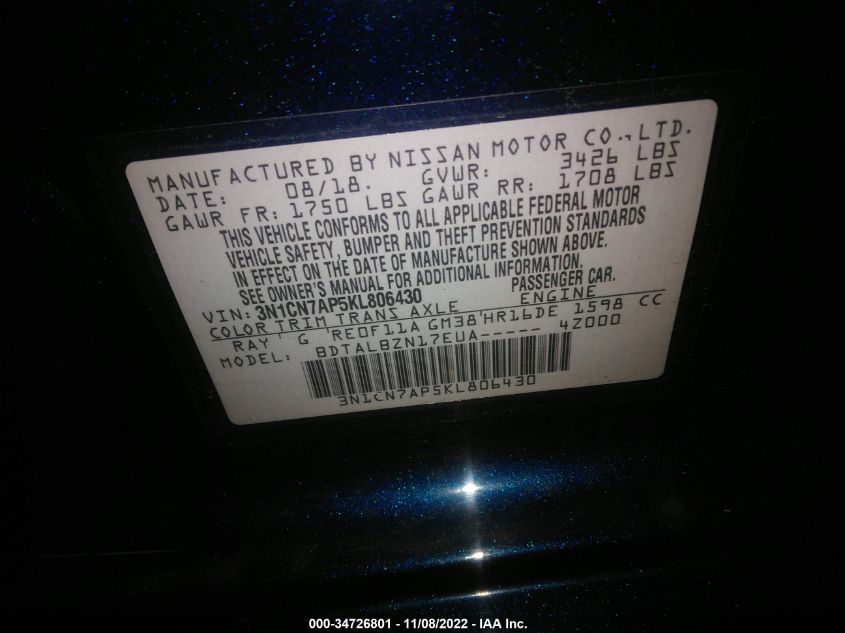 MANUFACTURED BY NISSAN MOTOR CO., LTD.
DATE: 08/18. GVWR: 3426 LBS
GAWR FR: 1750 LBS GAWR RR: 1708 LBS
THIS VEHICLE CONFORMS TO ALL APPLICABLE FEDERAL MOTOR
VEHICLE SAFETY, BUMPER AND THEFT PREVENTION STANDARDS
IN EFFECT ON THE DATE OF MANUFACTURE SHOWN ABOVE.
SEE OWNER'S MANUAL FOR ADDITIONAL INFORMATION.
VIN: 3N1CN7AP5KL806430 PASSENGER CAR.
COLOR TRIM TRANS AXLE ENGINE
RAY ' G ' RE0F11A GM38 ' HR16DE 1598 CC
MODEL: BDTALBZN17EUA----- 4Z000
3N1CN7AP5KL806430
000-34726801 - 11/08/2022 - IAA Inc.